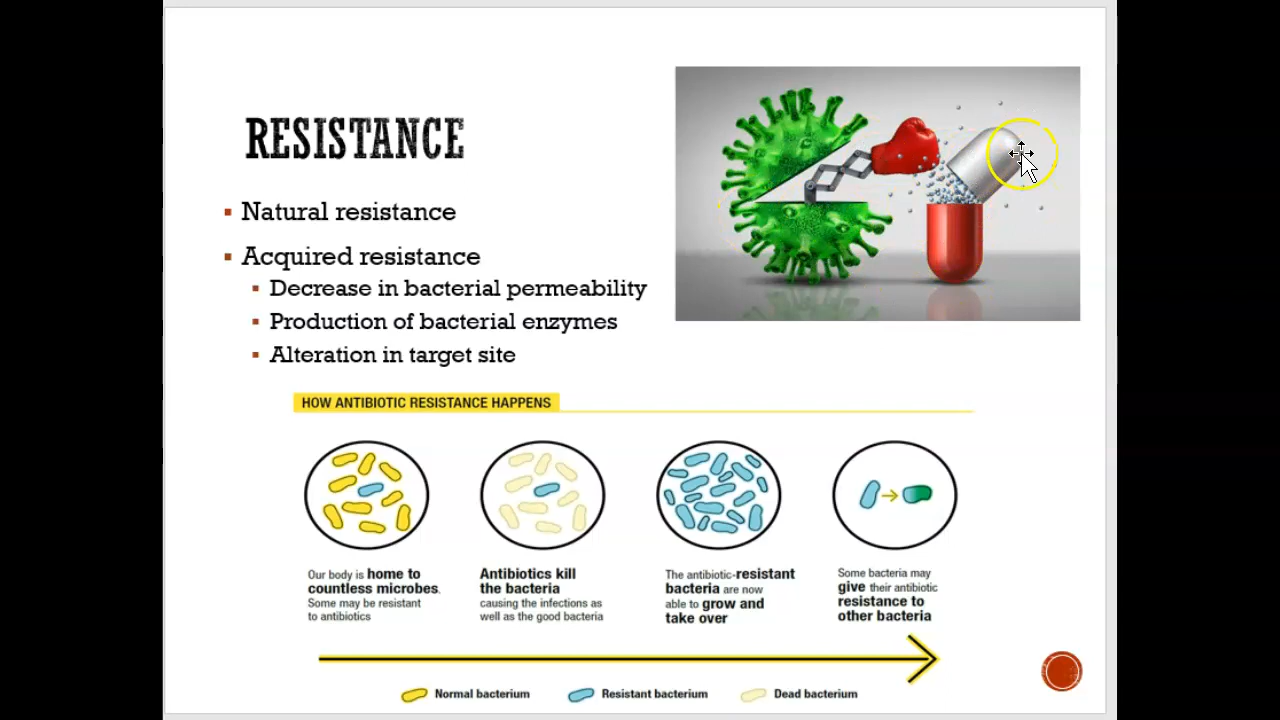 RESISTANCE
▪ Natural resistance
▪ Acquired resistance
▪ Decrease in bacterial permeability
▪ Production of bacterial enzymes
▪ Alteration in target site
HOW ANTIBIOTIC RESISTANCE HAPPENS
Our body is home to
countless microbes.
Some may be resistant
to antibiotics
Antibiotics kill
the bacteria
causing the infections as
well as the good bacteria
The antibiotic-resistant
bacteria are now
able to grow and
take over
Some bacteria may
give their antibiotic
resistance to
other bacteria
Normal bacterium
Resistant bacterium
Dead bacterium